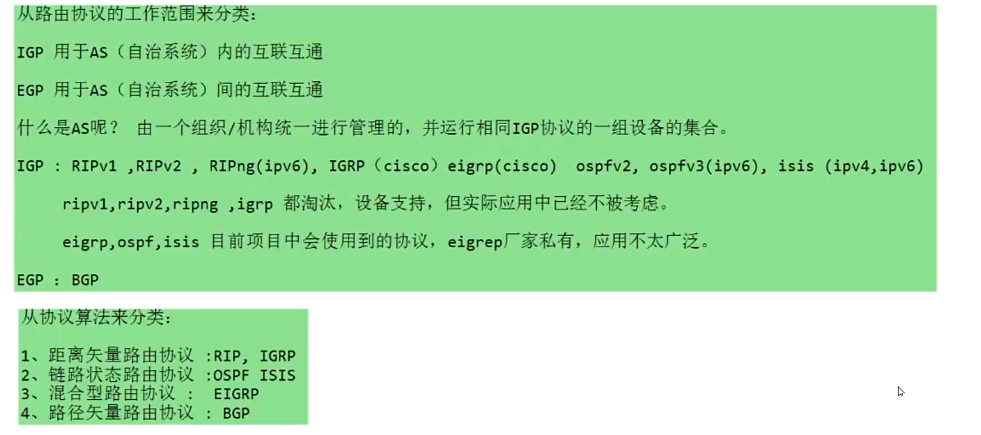 从路由协议的工作范围来分类:
IGP 用于AS（自治系统）内的互联互通
EGP 用于AS（自治系统）间的互联互通
什么是AS呢？ 由一个组织/机构统一进行管理的，并运行相同IGP协议的一组设备的集合。
IGP : RIPv1 ,RIPv2 , RIPng(ipv6), IGRP（cisco）eigrp(cisco) ospfv2, ospfv3(ipv6), isis (ipv4,ipv6)
ripv1,ripv2,ripng ,igrp 都淘汰，设备支持，但实际应用中已经不被考虑。
eigrp,ospf,isis 目前项目中会使用到的协议，eigrep厂家私有，应用不太广泛。
EGP : BGP
从协议算法来分类:
1、距离矢量路由协议 :RIP, IGRP
2、链路状态路由协议 :OSPF ISIS
3、混合型路由协议 : EIGRP
4、路径矢量路由协议 : BGP